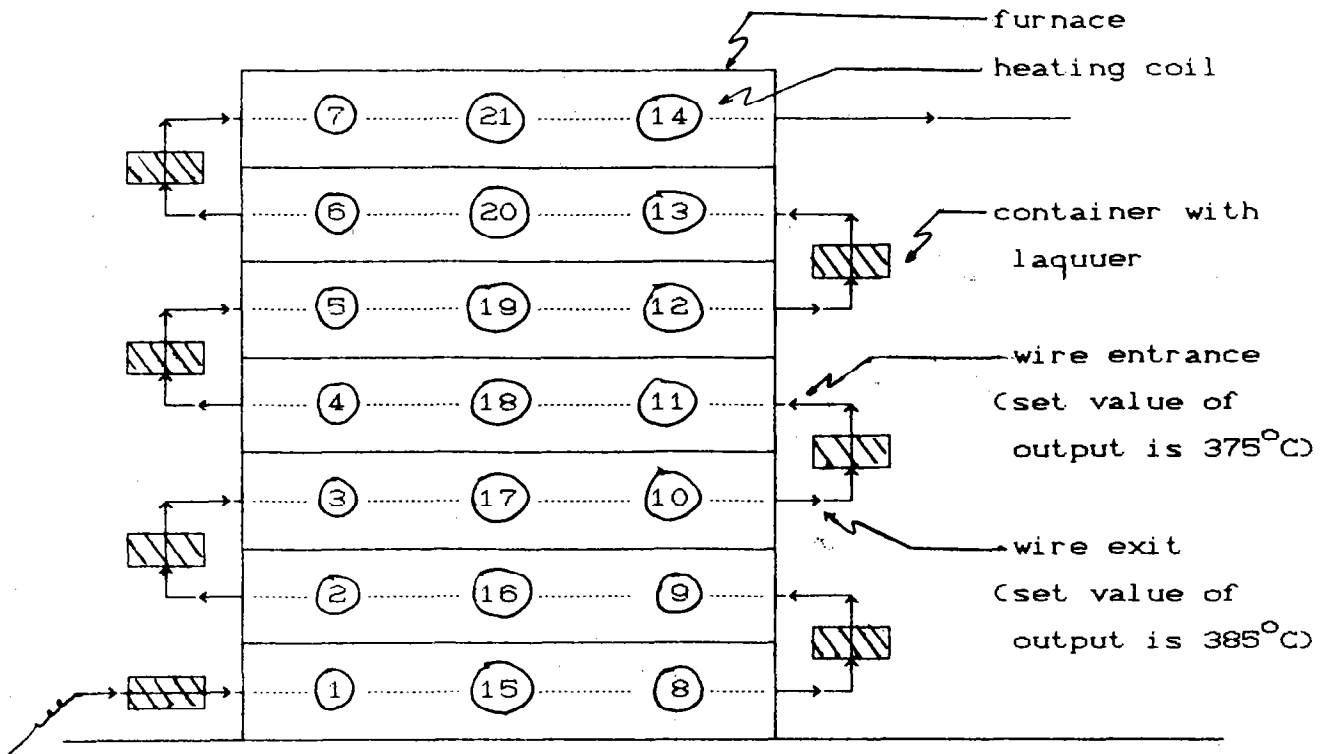 furnace
heating coil
7 21 14
6 20 13
container with
laquuer
5 19 12
wire entrance
4 18 11
(set value of
output is 375°C)
3 17 10
wire exit
2 16 9
(set value of
output is 385°C)
1 15 8